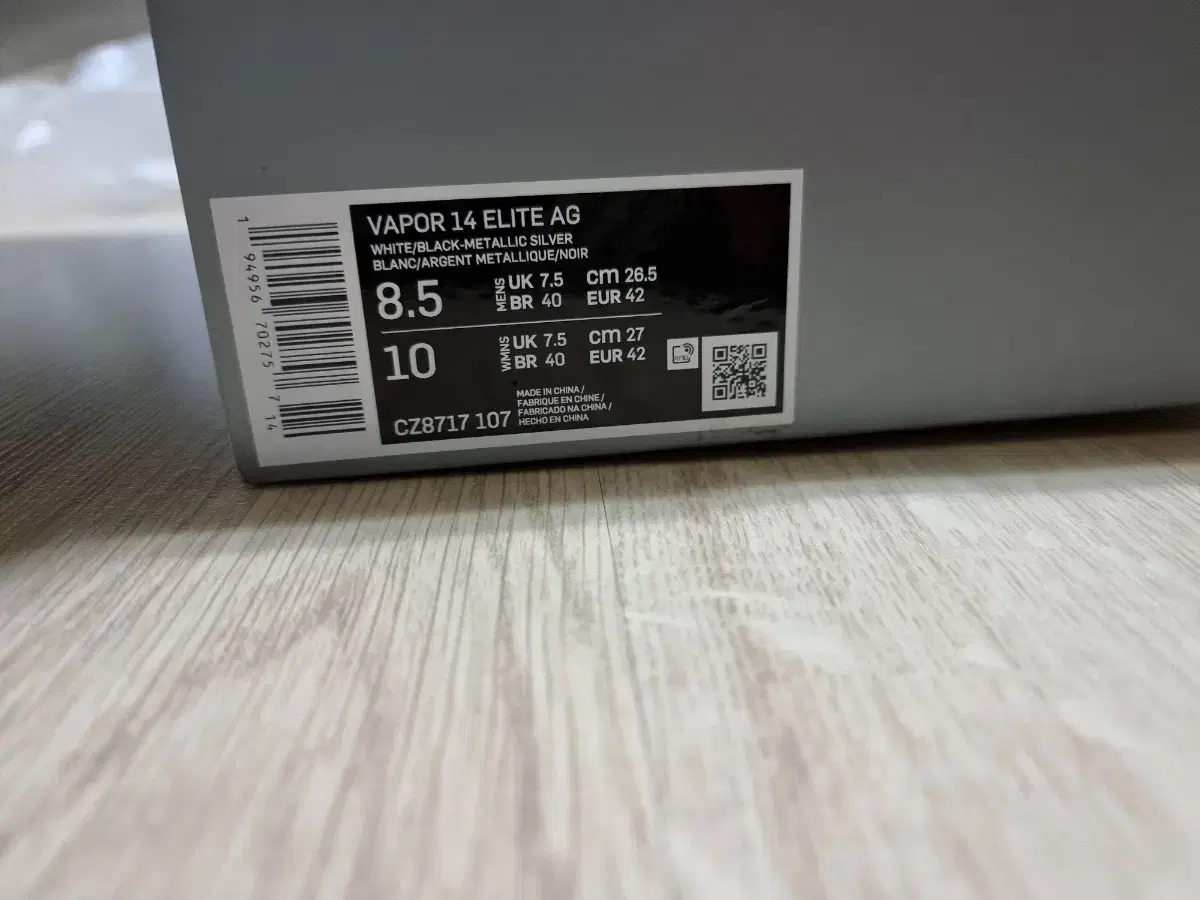 1 94956 70275 7 14
VAPOR 14 ELITE AG
WHITE/BLACK-METALLIC SILVER
BLANC/ARGENT METALLIQUE/NOIR
8.5 MENS UK 7.5 cm 26.5
BR 40 EUR 42
10 WMNS UK 7.5 cm 27
BR 40 EUR 42
MADE IN CHINA /
FABRIQUE EN CHINE /
FABRICADO NA CHINA /
CZ8717 107 HECHO EN CHINA